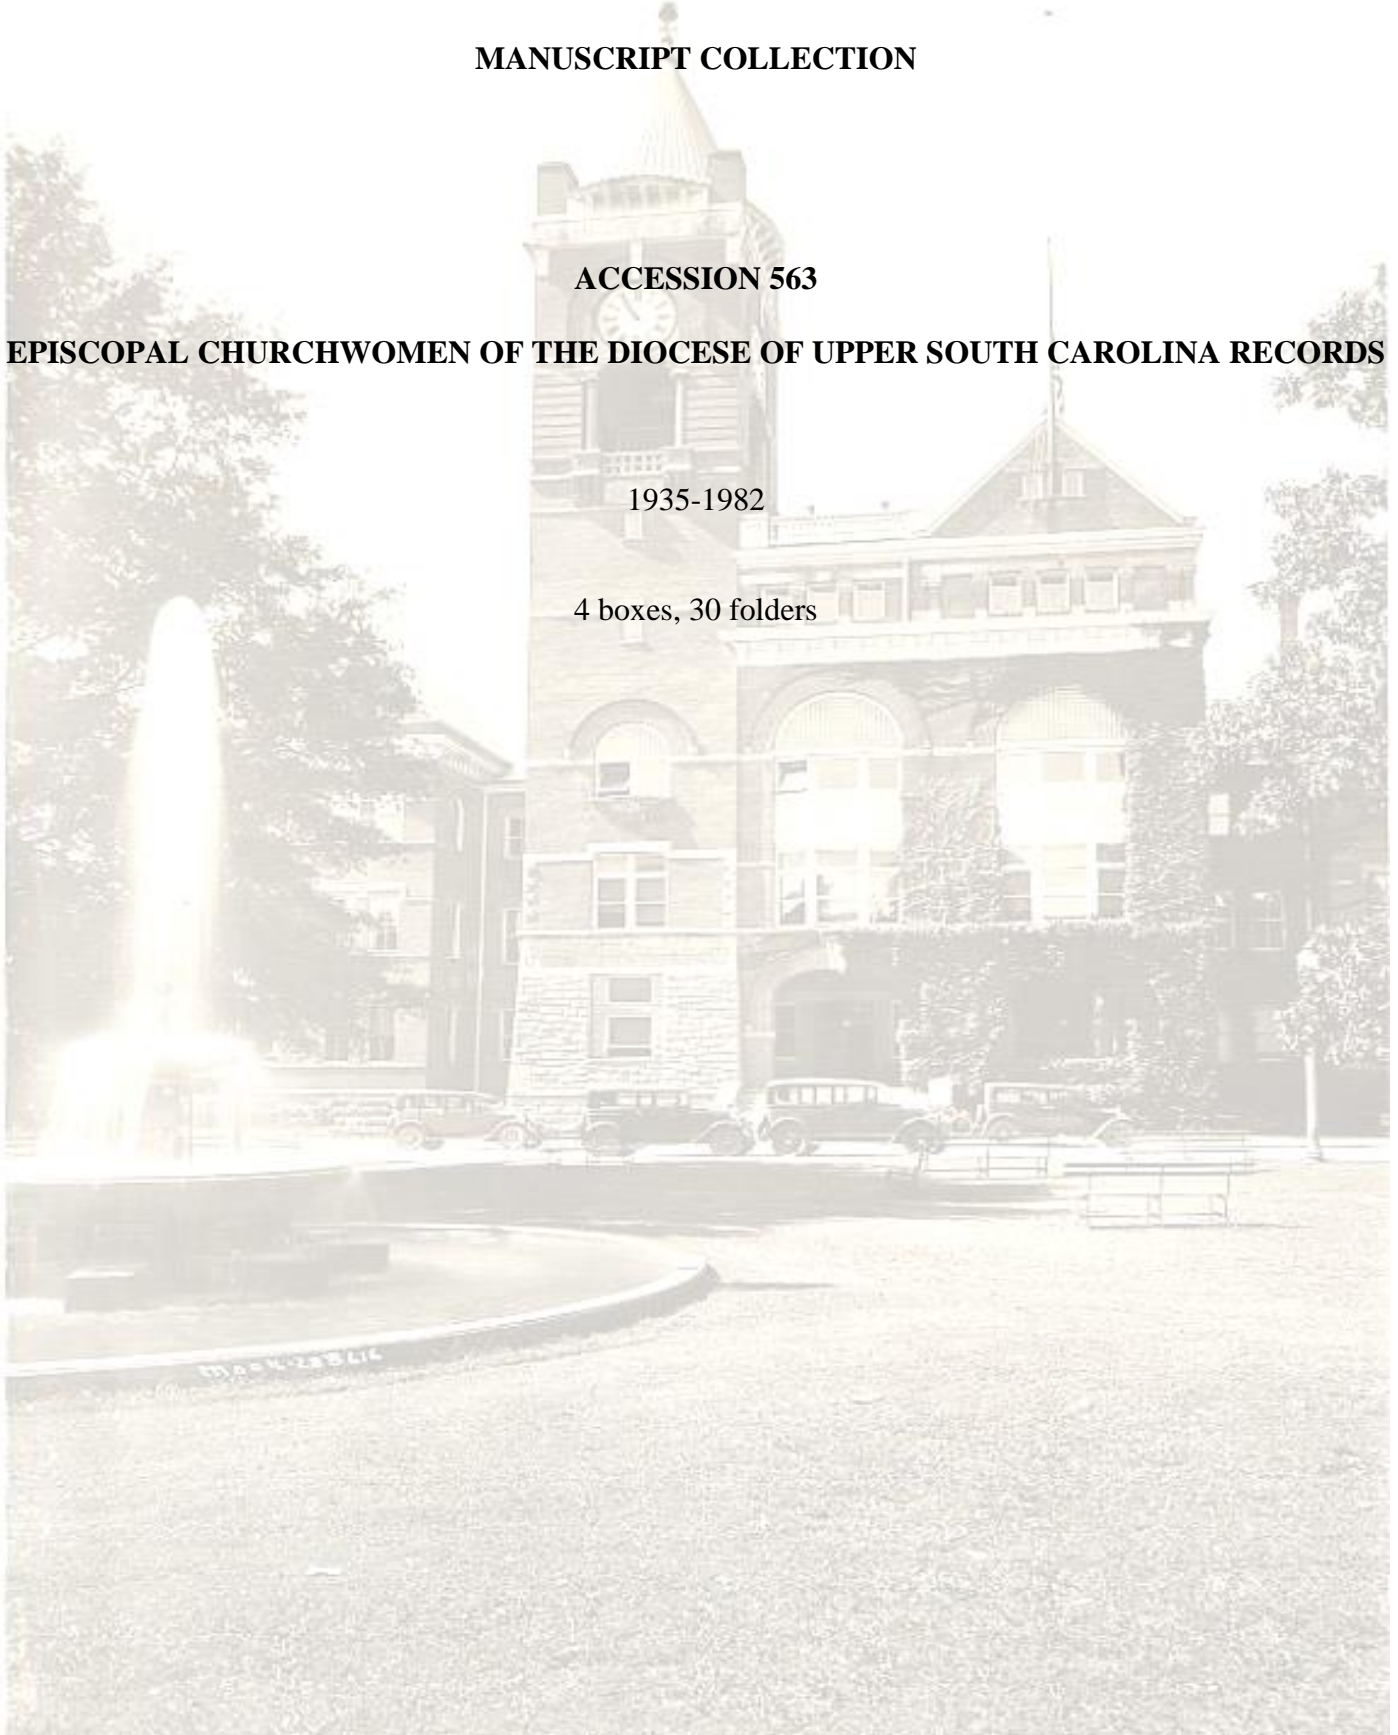 MANUSCRIPT COLLECTION
ACCESSION 563
EPISCOPAL CHURCHWOMEN OF THE DIOCESE OF UPPER SOUTH CAROLINA RECORDS
1935-1982
4 boxes, 30 folders